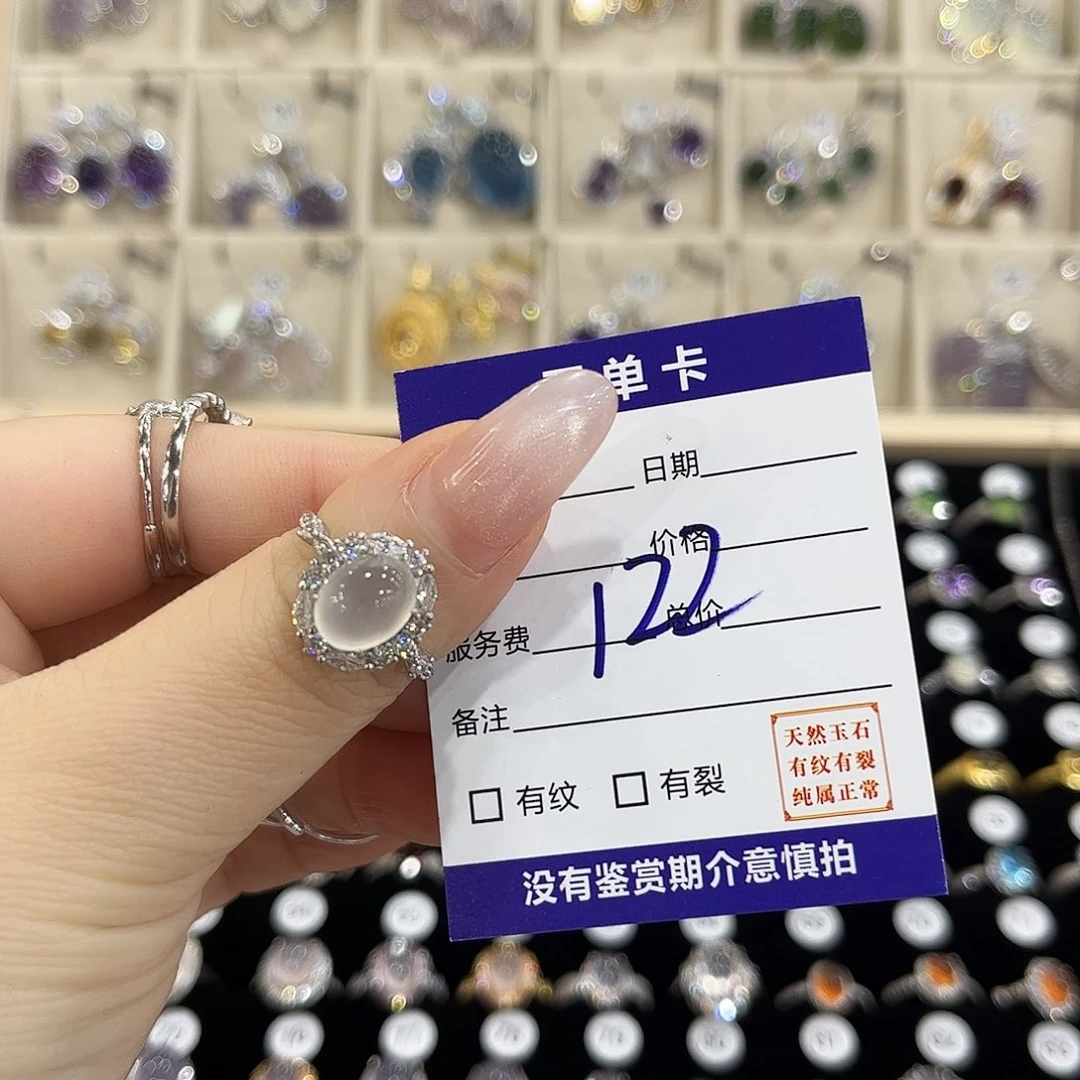 单卡
日期
价格
122
总价
服务费
备注
有纹 有裂
天然玉石
有纹有裂
纯属正常
没有鉴赏期介意慎拍